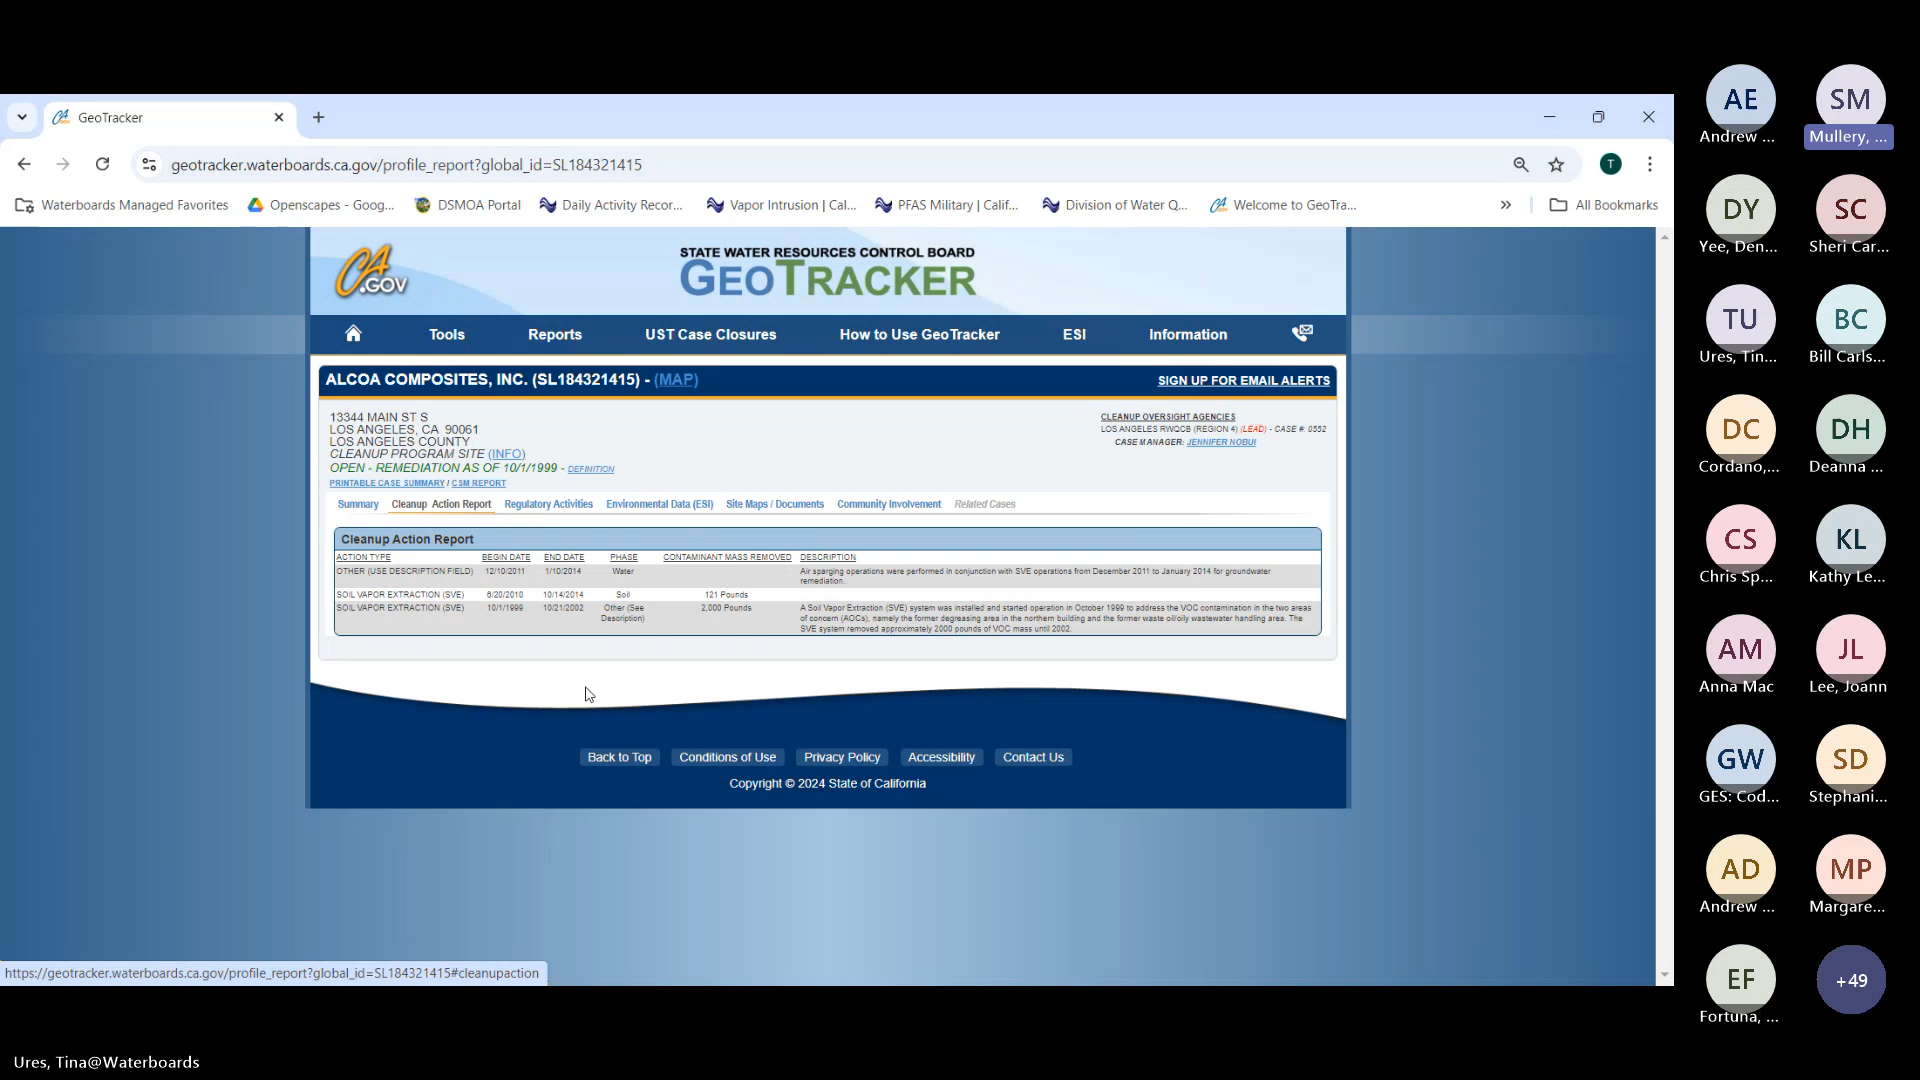 GeoTracker
geotracker.waterboards.ca.gov/profile_report?global_id=SL184321415
T
Waterboards Managed Favorites
Openscapes - Goog...
DSMOA Portal
Daily Activity Recor...
Vapor Intrusion | Cal...
PFAS Military | Calif...
Division of Water Q...
Welcome to GeoTra...
All Bookmarks
CA.GOV
STATE WATER RESOURCES CONTROL BOARD
GEOTRACKER
Tools Reports UST Case Closures How to Use GeoTracker ESI Information
ALCOA COMPOSITES, INC. (SL184321415) - (MAP)
SIGN UP FOR EMAIL ALERTS
13344 MAIN ST S
LOS ANGELES, CA 90061
LOS ANGELES COUNTY
CLEANUP PROGRAM SITE (INFO)
OPEN - REMEDIATION AS OF 10/1/1999 - DEFINITION
PRINTABLE CASE SUMMARY / CSM REPORT
CLEANUP OVERSIGHT AGENCIES
LOS ANGELES RWQCB (REGION 4) (LEAD) - CASE #: 0552
CASE MANAGER: JENNIFER NOBUI
Summary Cleanup Action Report Regulatory Activities Environmental Data (ESI) Site Maps / Documents Community Involvement Related Cases
Cleanup Action Report
ACTION TYPE BEGIN DATE END DATE PHASE CONTAMINANT MASS REMOVED DESCRIPTION
OTHER (USE DESCRIPTION FIELD) 12/10/2011 1/10/2014 Water Air sparging operations were performed in conjunction with SVE operations from December 2011 to January 2014 for groundwater
remediation.
SOIL VAPOR EXTRACTION (SVE) 6/20/2010 10/14/2014 Soil 121 Pounds
SOIL VAPOR EXTRACTION (SVE) 10/1/1999 10/21/2002 Other (See 2,000 Pounds A Soil Vapor Extraction (SVE) system was installed and started operation in October 1999 to address the VOC contamination in the two areas
Description) of concern (AOCs), namely the former degreasing area in the northern building and the former waste oil/oily wastewater handling area. The
SVE system removed approximately 2000 pounds of VOC mass until 2002.
Back to Top Conditions of Use Privacy Policy Accessibility Contact Us
Copyright © 2024 State of California
https://geotracker.waterboards.ca.gov/profile_report?global_id=SL184321415#cleanupaction
Ures, Tina@Waterboards
AE SM
Andrew ... Mullery, ...
DY SC
Yee, Den... Sheri Car...
TU BC
Ures, Tin... Bill Carls...
DC DH
Cordano,... Deanna ...
CS KL
Chris Sp... Kathy Le...
AM JL
Anna Mac Lee, Joann
GW SD
GES: Cod... Stephani...
AD MP
Andrew ... Margare...
EF +49
Fortuna, ...